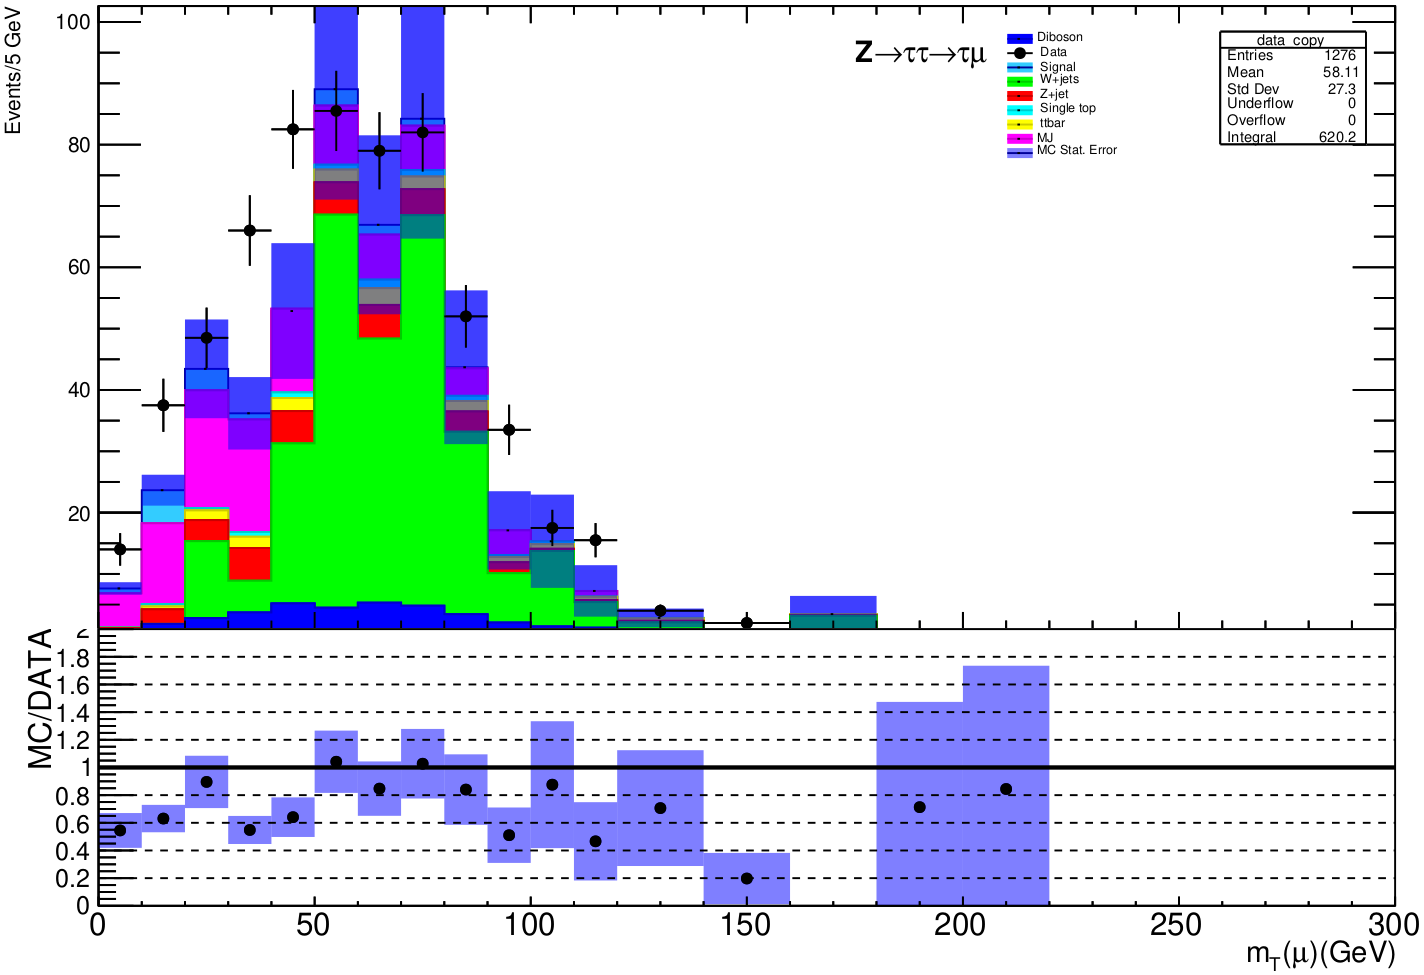 Events/5 GeV
100
80
60
40
20
Z→ττ→τμ
Diboson
Data
Signal
W+jets
Z+jet
Single top
ttbar
MJ
MC Stat. Error
data copy
Entries 1276
Mean 58.11
Std Dev 27.3
Underflow 0
Overflow 0
Integral 620.2
MC/DATA
2
1.8
1.6
1.4
1.2
1
0.8
0.6
0.4
0.2
0
0 50 100 150 200 250 300
m_T(μ)(GeV)